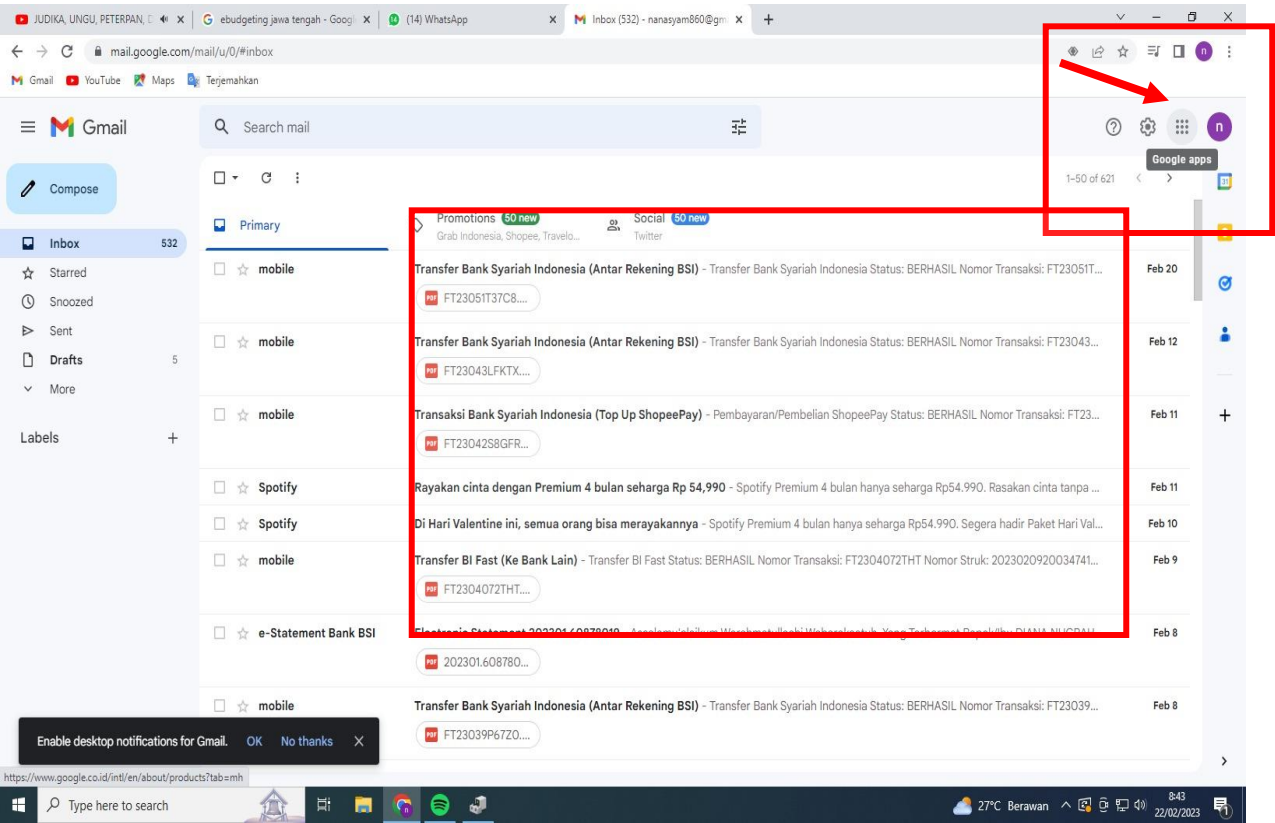 JUDIKA, UNGU, PETERPAN,
ebudgeting jawa tengah - Googl
(14) WhatsApp
Inbox (532) - nanasyam860@gm
mail.google.com/mail/u/0/#inbox
n
Gmail YouTube Maps Terjemahkan
Gmail
Search mail
n
Google apps
Compose
1-50 of 621
31
Primary
Promotions 50 new
Grab Indonesia, Shopee, Travelo...
Social 50 new
Twitter
Inbox 532
Starred
Snoozed
Sent
Drafts 5
More
Labels
mobile Transfer Bank Syariah Indonesia (Antar Rekening BSI) - Transfer Bank Syariah Indonesia Status: BERHASIL Nomor Transaksi: FT23051T... Feb 20
PDF FT23051T37C8....
mobile Transfer Bank Syariah Indonesia (Antar Rekening BSI) - Transfer Bank Syariah Indonesia Status: BERHASIL Nomor Transaksi: FT23043... Feb 12
PDF FT23043LFKTX....
mobile Transaksi Bank Syariah Indonesia (Top Up ShopeePay) - Pembayaran/Pembelian ShopeePay Status: BERHASIL Nomor Transaksi: FT23... Feb 11
PDF FT23042S8GFR...
Spotify Rayakan cinta dengan Premium 4 bulan seharga Rp 54,990 - Spotify Premium 4 bulan hanya seharga Rp54.990. Rasakan cinta tanpa ... Feb 11
Spotify Di Hari Valentine ini, semua orang bisa merayakannya - Spotify Premium 4 bulan hanya seharga Rp54.990. Segera hadir Paket Hari Val... Feb 10
mobile Transfer BI Fast (Ke Bank Lain) - Transfer BI Fast Status: BERHASIL Nomor Transaksi: FT2304072THT Nomor Struk: 2023020920034741... Feb 9
PDF FT2304072THT....
e-Statement Bank BSI Electronic Statement Feb 8
PDF 202301.608780...
mobile Transfer Bank Syariah Indonesia (Antar Rekening BSI) - Transfer Bank Syariah Indonesia Status: BERHASIL Nomor Transaksi: FT23039... Feb 8
PDF FT23039P67Z0....
Enable desktop notifications for Gmail. OK No thanks X
https://www.google.co.id/intl/en/about/products?tab=mh
Type here to search
27°C Berawan
8:43
22/02/2023
1